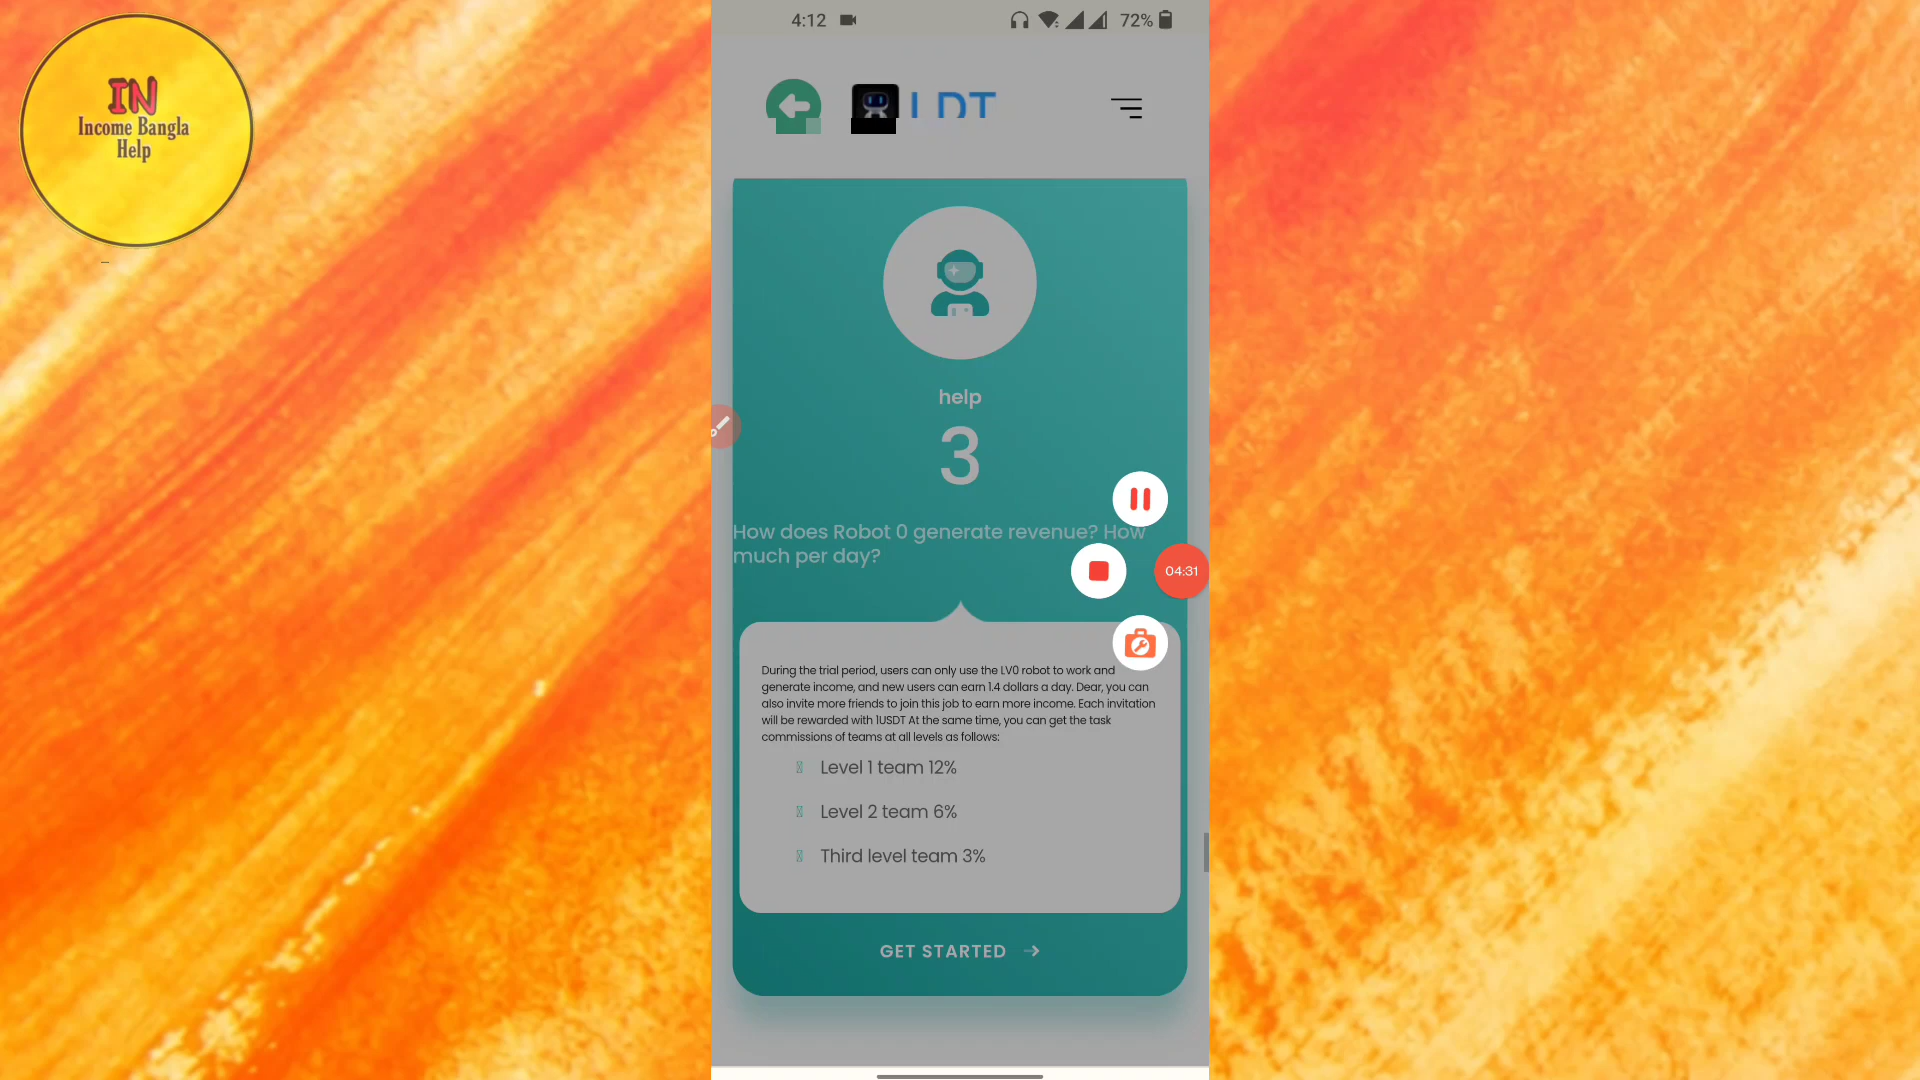 IN
Income Bangla
Help
4:12
72%
LDT
help
3
How does Robot 0 generate revenue? How
much per day?
04:31
During the trial period, users can only use the LV0 robot to work and
generate income, and new users can earn 1.4 dollars a day. Dear, you can
also invite more friends to join this job to earn more income. Each invitation
will be rewarded with 1USDT At the same time, you can get the task
commissions of teams at all levels as follows:
Level 1 team 12%
Level 2 team 6%
Third level team 3%
GET STARTED